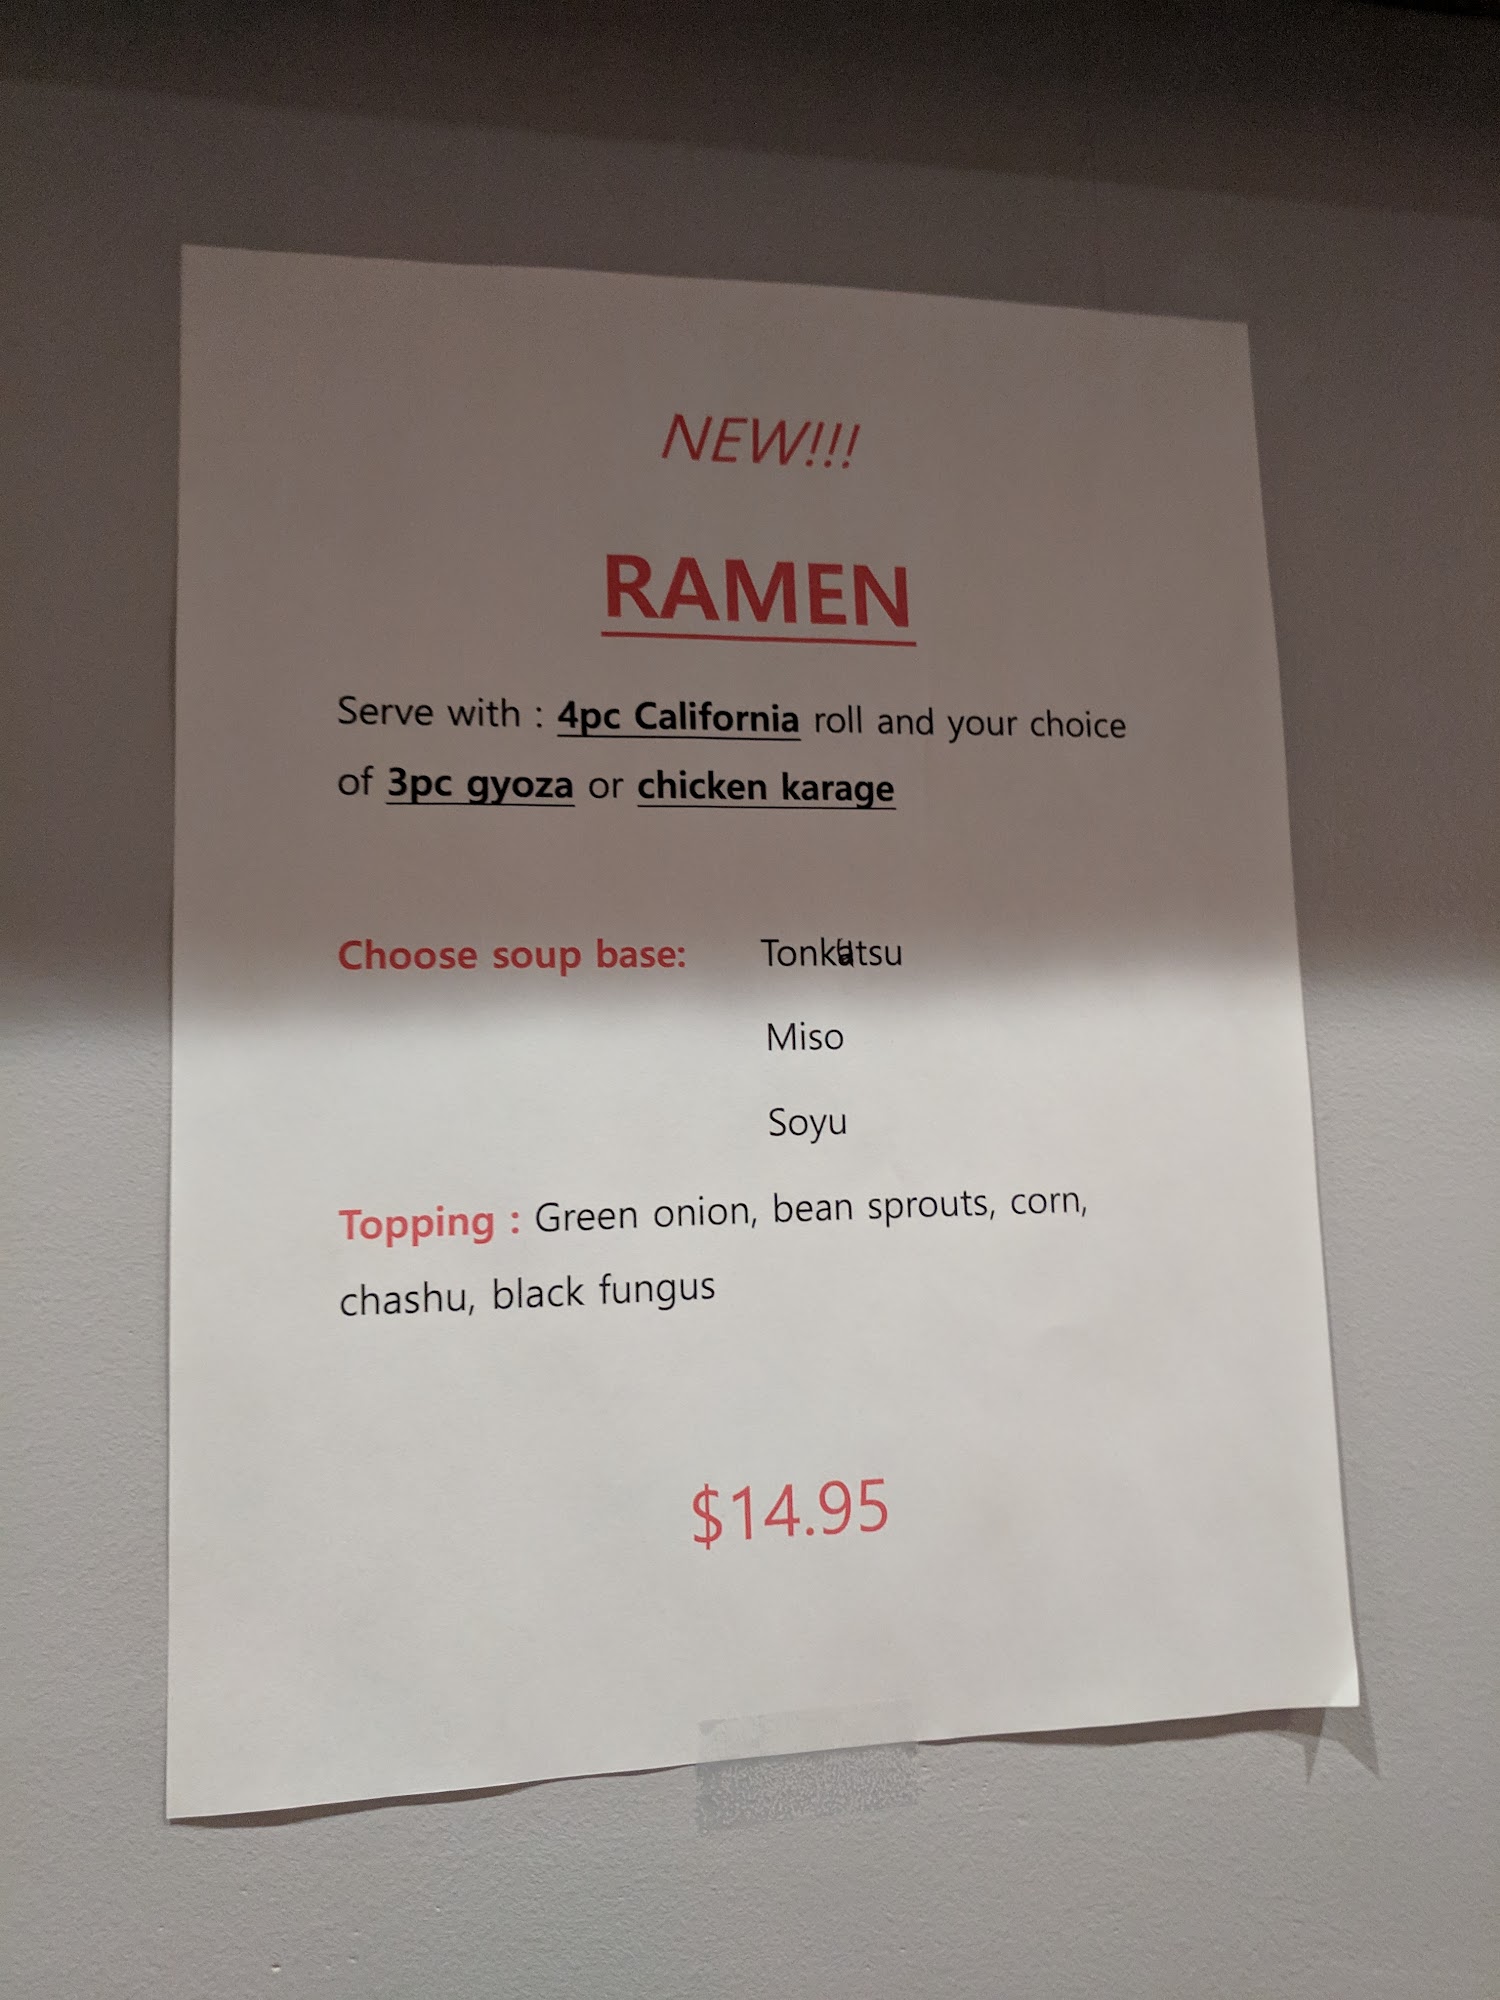 NEW!!!
RAMEN
Serve with : 4pc California roll and your choice
of 3pc gyoza or chicken karage
Choose soup base: Tonkatsu
Miso
Soyu
Topping : Green onion, bean sprouts, corn,
chashu, black fungus
$14.95